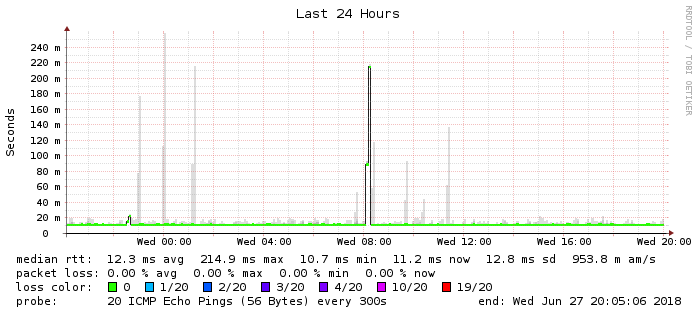 Last 24 Hours
RRDTOOL / TOBI OETIKER
Seconds
240 m
220 m
200 m
180 m
160 m
140 m
120 m
100 m
80 m
60 m
40 m
20 m
0
Wed 00:00 Wed 04:00 Wed 08:00 Wed 12:00 Wed 16:00 Wed 20:00
median rtt: 12.3 ms avg 214.9 ms max 10.7 ms min 11.2 ms now 12.8 ms sd 953.8 m am/s
packet loss: 0.00 % avg 0.00 % max 0.00 % min 0.00 % now
loss color: 0 1/20 2/20 3/20 4/20 10/20 19/20
probe: 20 ICMP Echo Pings (56 Bytes) every 300s end: Wed Jun 27 20:05:06 2018